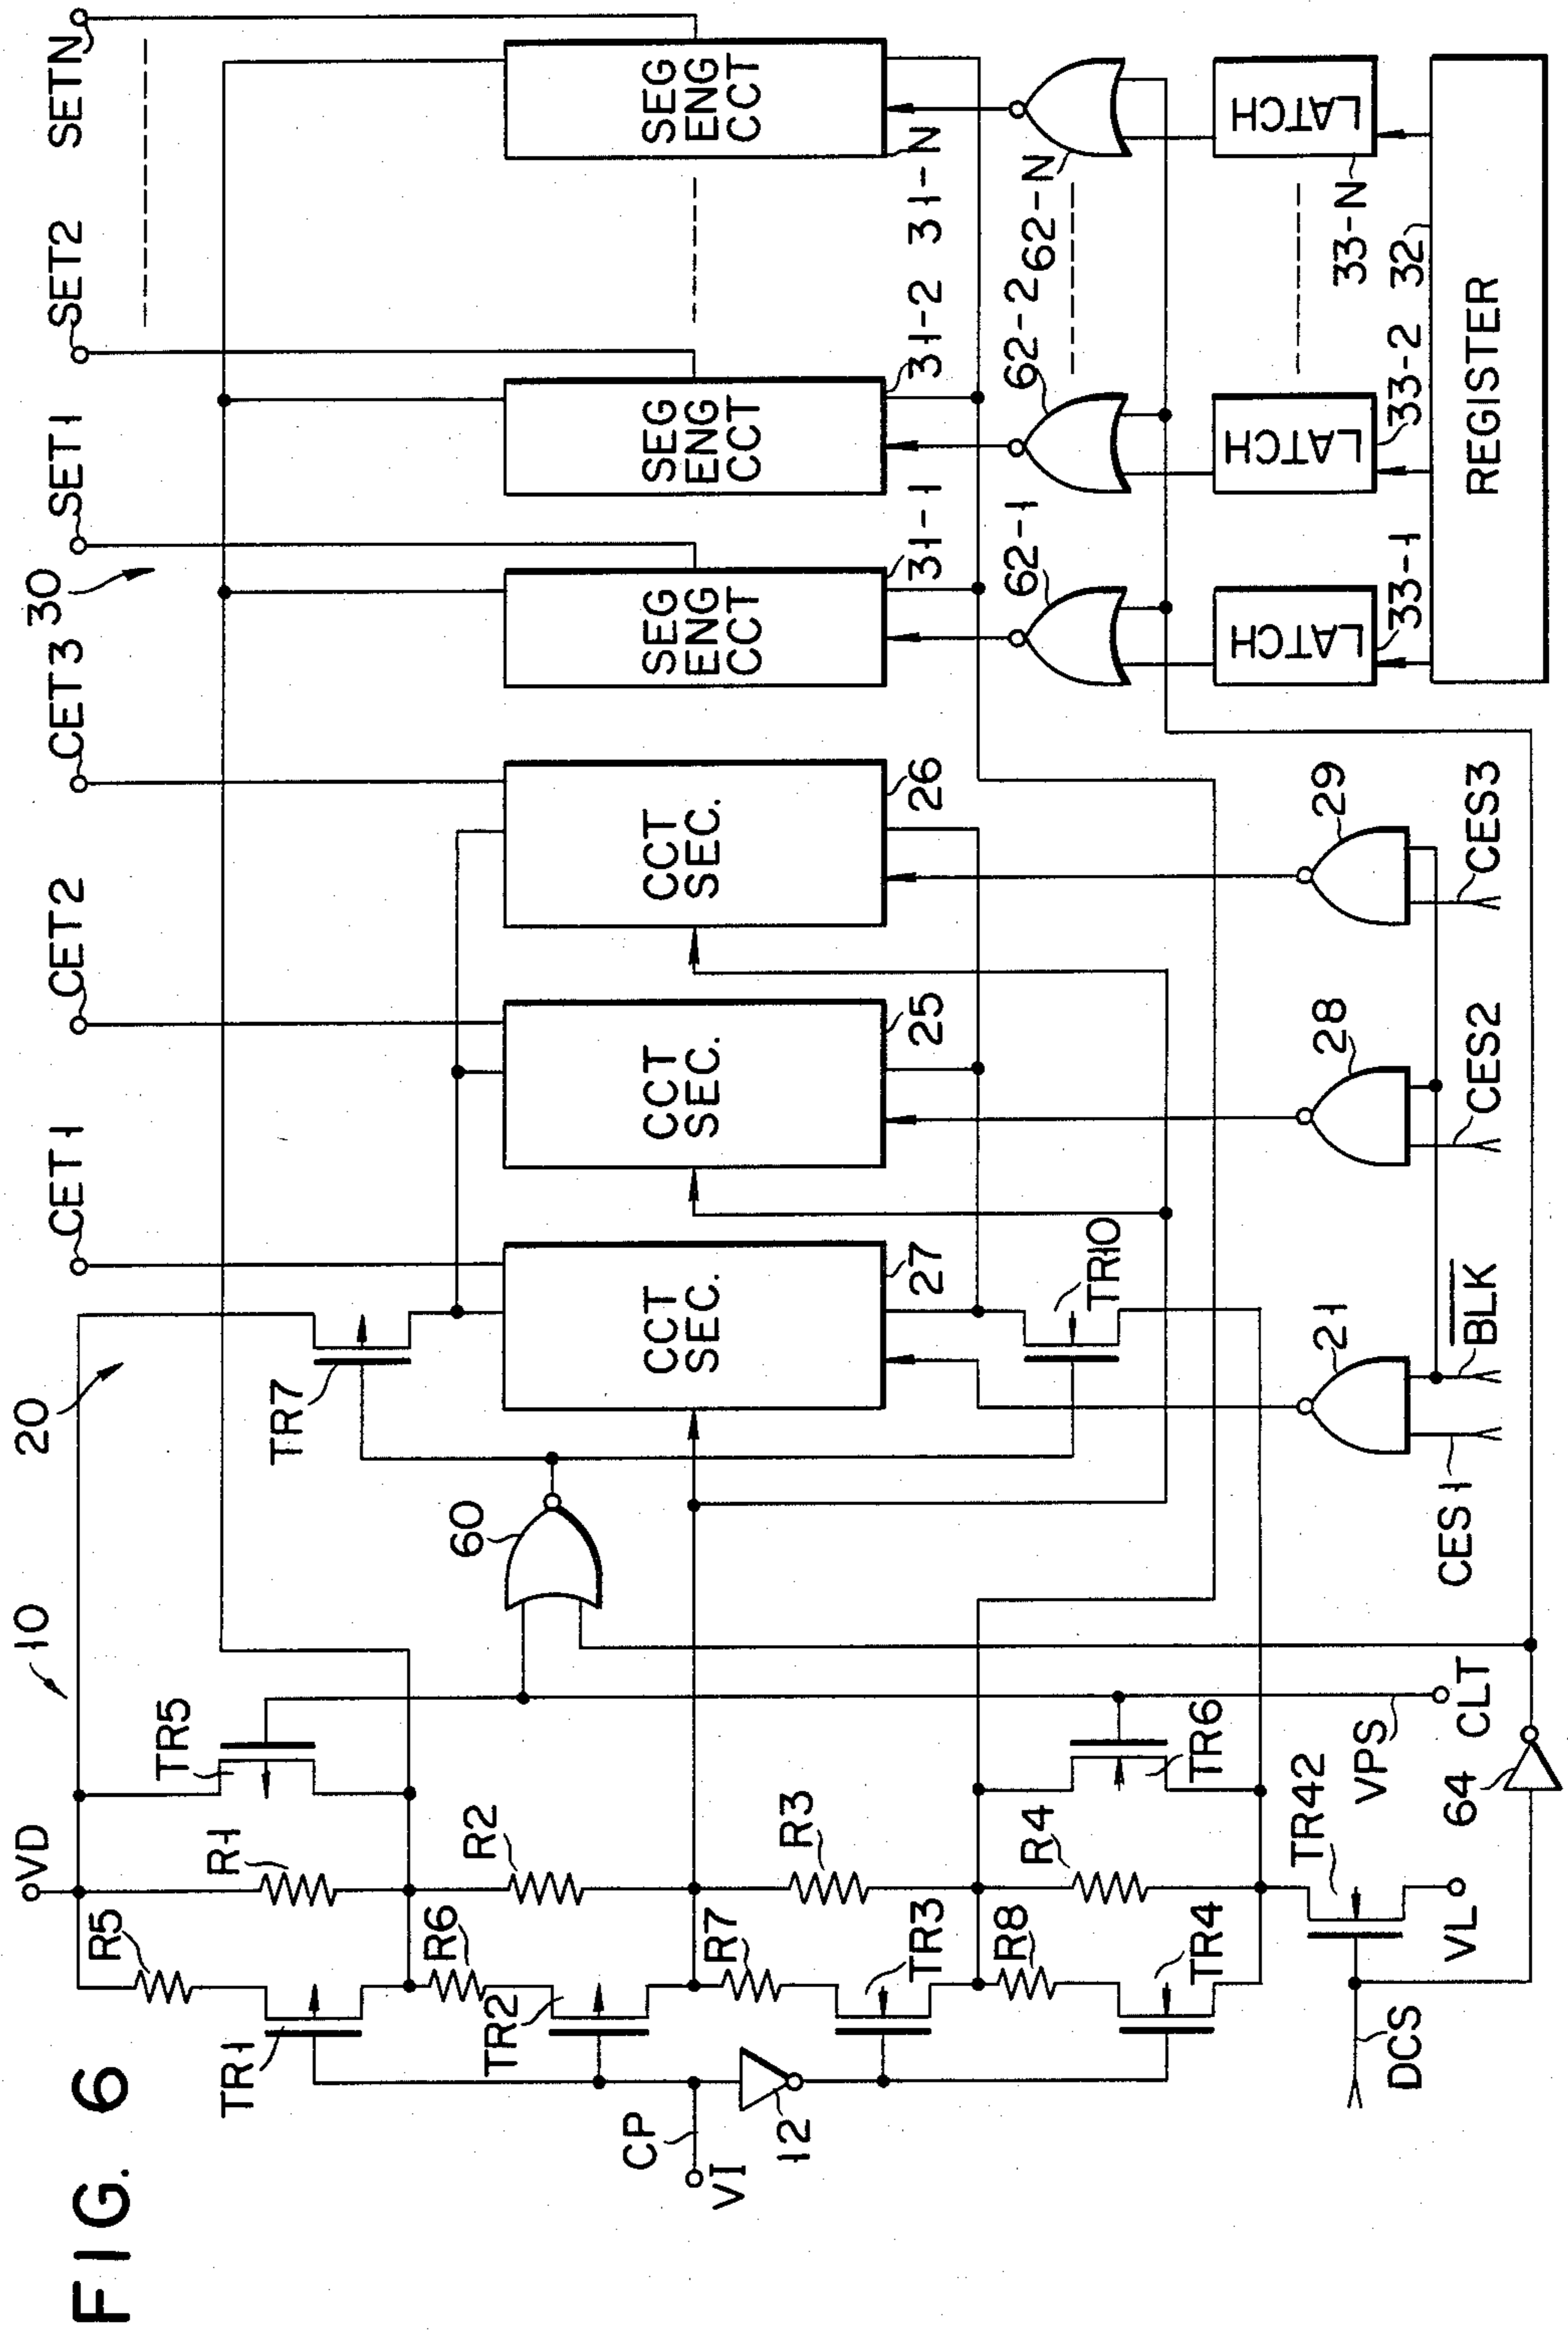 FIG. 6
10
20
30
VD
CET1
CET2
CET3
SET1
SET2
SETN
R5
R1
TR5
TR7
TR1
R6
R2
60
CCT
SEC.
27
CCT
SEC.
25
CCT
SEC.
26
SEG
ENG
CCT
31-1
SEG
ENG
CCT
31-2
SEG
ENG
CCT
31-N
TR2
CP
VI
12
R7
R3
TR3
R8
R4
TR6
TR4
TR10
62-1
62-2
62-N
TR42
VPS
CLT
64
VL
DCS
21
28
29
CES1
BLK
CES2
CES3
LATCH
33-1
LATCH
33-2
LATCH
33-N
32
REGISTER